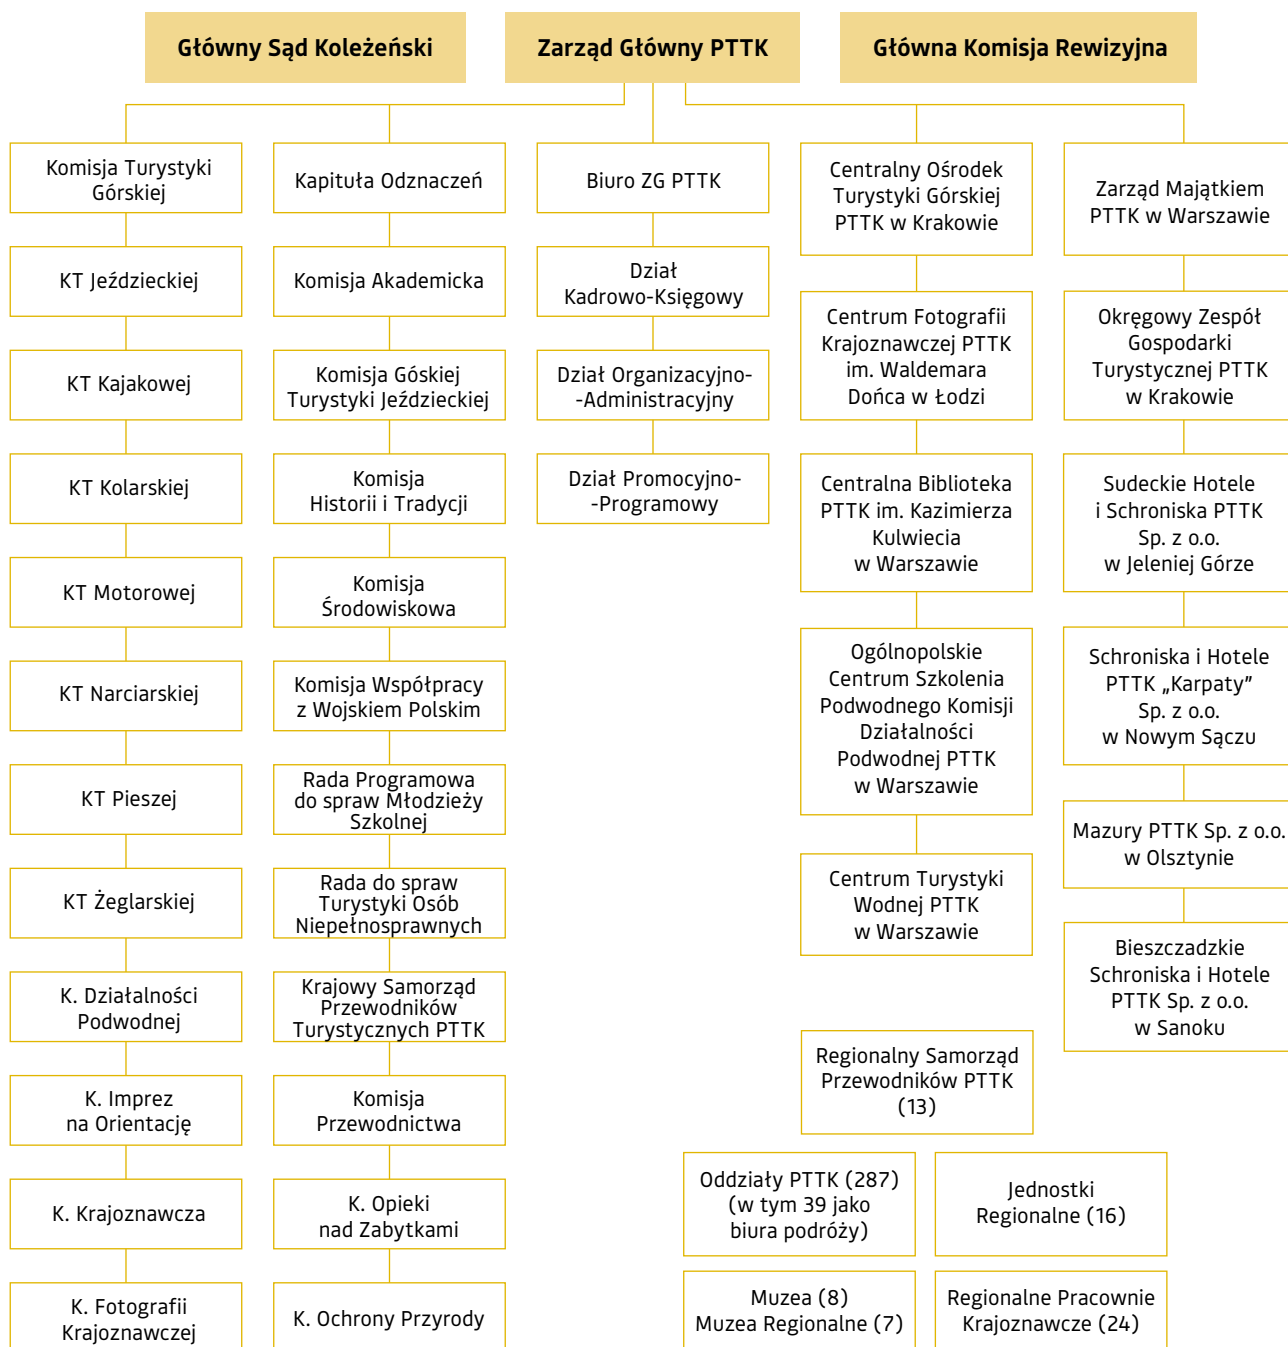 Główny Sąd Koleżeński
Zarząd Główny PTTK
Główna Komisja Rewizyjna
Komisja Turystyki
Górskiej
KT Jeździeckiej
KT Kajakowej
KT Kolarskiej
KT Motorowej
KT Narciarskiej
KT Pieszej
KT Żeglarskiej
K. Działalności
Podwodnej
K. Imprez
na Orientację
K. Krajoznawcza
K. Fotografii
Krajoznawczej
Kapituła Odznaczeń
Komisja Akademicka
Komisja Góskiej
Turystyki Jeździeckiej
Komisja
Historii i Tradycji
Komisja
Środowiskowa
Komisja Współpracy
z Wojskiem Polskim
Rada Programowa
do spraw Młodzieży
Szkolnej
Rada do spraw
Turystyki Osób
Niepełnosprawnych
Krajowy Samorząd
Przewodników
Turystycznych PTTK
Komisja
Przewodnictwa
K. Opieki
nad Zabytkami
K. Ochrony Przyrody
Biuro ZG PTTK
Dział
Kadrowo-Księgowy
Dział Organizacyjno-
-Administracyjny
Dział Promocyjno-
-Programowy
Centralny Ośrodek
Turystyki Górskiej
PTTK w Krakowie
Centrum Fotografii
Krajoznawczej PTTK
im. Waldemara
Dońca w Łodzi
Centralna Biblioteka
PTTK im. Kazimierza
Kulwiecia
w Warszawie
Ogólnopolskie
Centrum Szkolenia
Podwodnego Komisji
Działalności
Podwodnej PTTK
w Warszawie
Centrum Turystyki
Wodnej PTTK
w Warszawie
Zarząd Majątkiem
PTTK w Warszawie
Okręgowy Zespół
Gospodarki
Turystycznej PTTK
w Krakowie
Sudeckie Hotele
i Schroniska PTTK
Sp. z o.o.
w Jeleniej Górze
Schroniska i Hotele
PTTK „Karpaty”
Sp. z o.o.
w Nowym Sączu
Mazury PTTK Sp. z o.o.
w Olsztynie
Bieszczadzkie
Schroniska i Hotele
PTTK Sp. z o.o.
w Sanoku
Regionalny Samorząd
Przewodników PTTK
(13)
Oddziały PTTK (287)
(w tym 39 jako
biura podróży)
Jednostki
Regionalne (16)
Muzea (8)
Muzea Regionalne (7)
Regionalne Pracownie
Krajoznawcze (24)